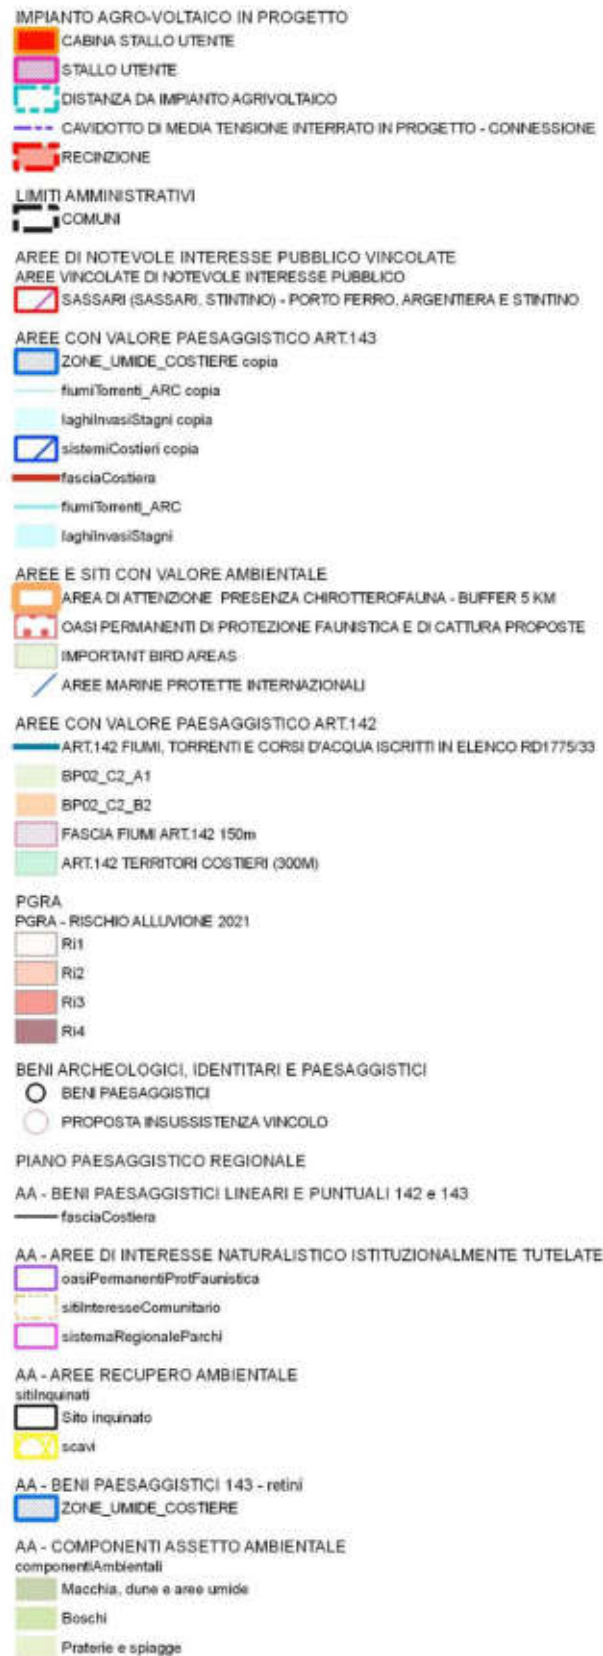 IMPIANTO AGRO-VOLTAICO IN PROGETTO
CABINA STALLO UTENTE
STALLO UTENTE
DISTANZA DA IMPIANTO AGRIVOLTAICO
CAVIDOTTO DI MEDIA TENSIONE INTERRATO IN PROGETTO - CONNESSIONE
RECINZIONE
LIMITI AMMINISTRATIVI
COMUNI
AREE DI NOTEVOLE INTERESSE PUBBLICO VINCOLATE
AREE VINCOLATE DI NOTEVOLE INTERESSE PUBBLICO
SASSARI (SASSARI, STINTINO) - PORTO FERRO, ARGENTIERA E STINTINO
AREE CON VALORE PAESAGGISTICO ART.143
ZONE_UMIDE_COSTIERE copia
fiumiTorrenti_ARC copia
laghiInvasiStagni copia
sistemiCostieri copia
fasciaCostiera
fiumiTorrenti_ARC
laghiInvasiStagni
AREE E SITI CON VALORE AMBIENTALE
AREA DI ATTENZIONE PRESENZA CHIROTTEROFAUNA - BUFFER 5 KM
OASI PERMANENTI DI PROTEZIONE FAUNISTICA E DI CATTURA PROPOSTE
IMPORTANT BIRD AREAS
AREE MARINE PROTETTE INTERNAZIONALI
AREE CON VALORE PAESAGGISTICO ART.142
ART.142 FIUMI, TORRENTI E CORSI D'ACQUA ISCRITTI IN ELENCO RD1775/33
BP02_C2_A1
BP02_C2_B2
FASCIA FIUMI ART.142 150m
ART.142 TERRITORI COSTIERI (300M)
PGRA
PGRA - RISCHIO ALLUVIONE 2021
Ri1
Ri2
Ri3
Ri4
BENI ARCHEOLOGICI, IDENTITARI E PAESAGGISTICI
BENI PAESAGGISTICI
PROPOSTA INSUSSISTENZA VINCOLO
PIANO PAESAGGISTICO REGIONALE
AA - BENI PAESAGGISTICI LINEARI E PUNTUALI 142 e 143
fasciaCostiera
AA - AREE DI INTERESSE NATURALISTICO ISTITUZIONALMENTE TUTELATE
oasiPermanentiProtFaunistica
sitiInteresseComunitario
sistemaRegionaleParchi
AA - AREE RECUPERO AMBIENTALE
sitiInquinati
Sito inquinato
scavi
AA - BENI PAESAGGISTICI 143 - retini
ZONE_UMIDE_COSTIERE
AA - COMPONENTI ASSETTO AMBIENTALE
componentiAmbientali
Macchia, dune e aree umide
Boschi
Praterie e spiagge